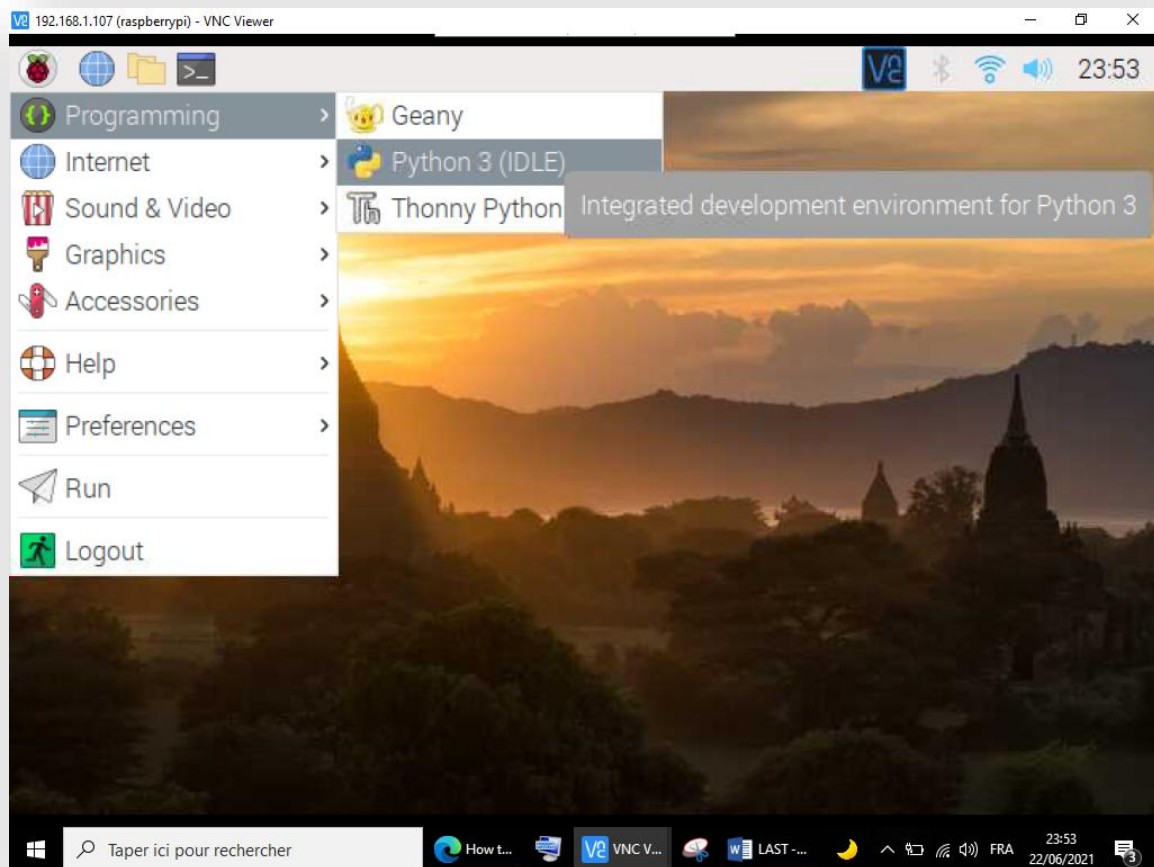 192.168.1.107 (raspberrypi) - VNC Viewer
23:53
Programming
Geany
Internet
Python 3 (IDLE)
Sound & Video
Thonny Python
Integrated development environment for Python 3
Graphics
Accessories
Help
Preferences
Run
Logout
Taper ici pour rechercher
How t...
VNC V...
LAST -...
FRA
23:53
22/06/2021
3